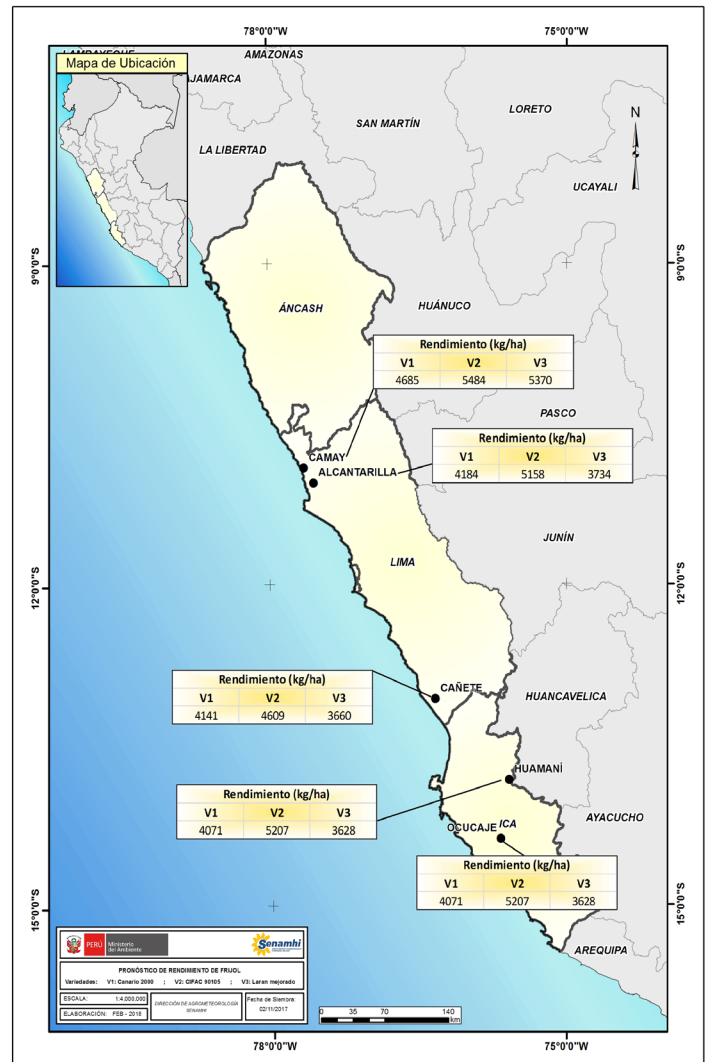 78°0'0"W
75°0'0"W
Mapa de Ubicación
AMAZONAS
AJAMARCA
LORETO
SAN MARTÍN
N
LA LIBERTAD
UCAYALI
9°0'0"S
9°0'0"S
ÁNCASH
HUÁNUCO
Rendimiento (kg/ha)
V1 V2 V3
4685 5484 5370
PASCO
CAMAY
ALCANTARILLA
Rendimiento (kg/ha)
V1 V2 V3
4184 5158 3734
JUNÍN
LIMA
12°0'0"S
12°0'0"S
Rendimiento (kg/ha)
V1 V2 V3
4141 4609 3660
CAÑETE
HUANCAVELICA
HUAMANÍ
Rendimiento (kg/ha)
V1 V2 V3
4071 5207 3628
AYACUCHO
OCUCAJE
ICA
Rendimiento (kg/ha)
V1 V2 V3
4071 5207 3628
15°0'0"S
15°0'0"S
AREQUIPA
PERÚ
Ministerio
del Ambiente
Senamhi
PRONÓSTICO DE RENDIMIENTO DE FRIJOL
Variedades: V1: Canario 2000 ; V2: CIFAC 90105 ; V3: Laran mejorado
ESCALA: 1:4,000,000
ELABORACIÓN: FEB - 2018
DIRECCIÓN DE AGROMETEOROLOGÍA
SENAMHI
Fecha de Siembra:
02/11/2017
0 35 70 140
km
78°0'0"W
75°0'0"W